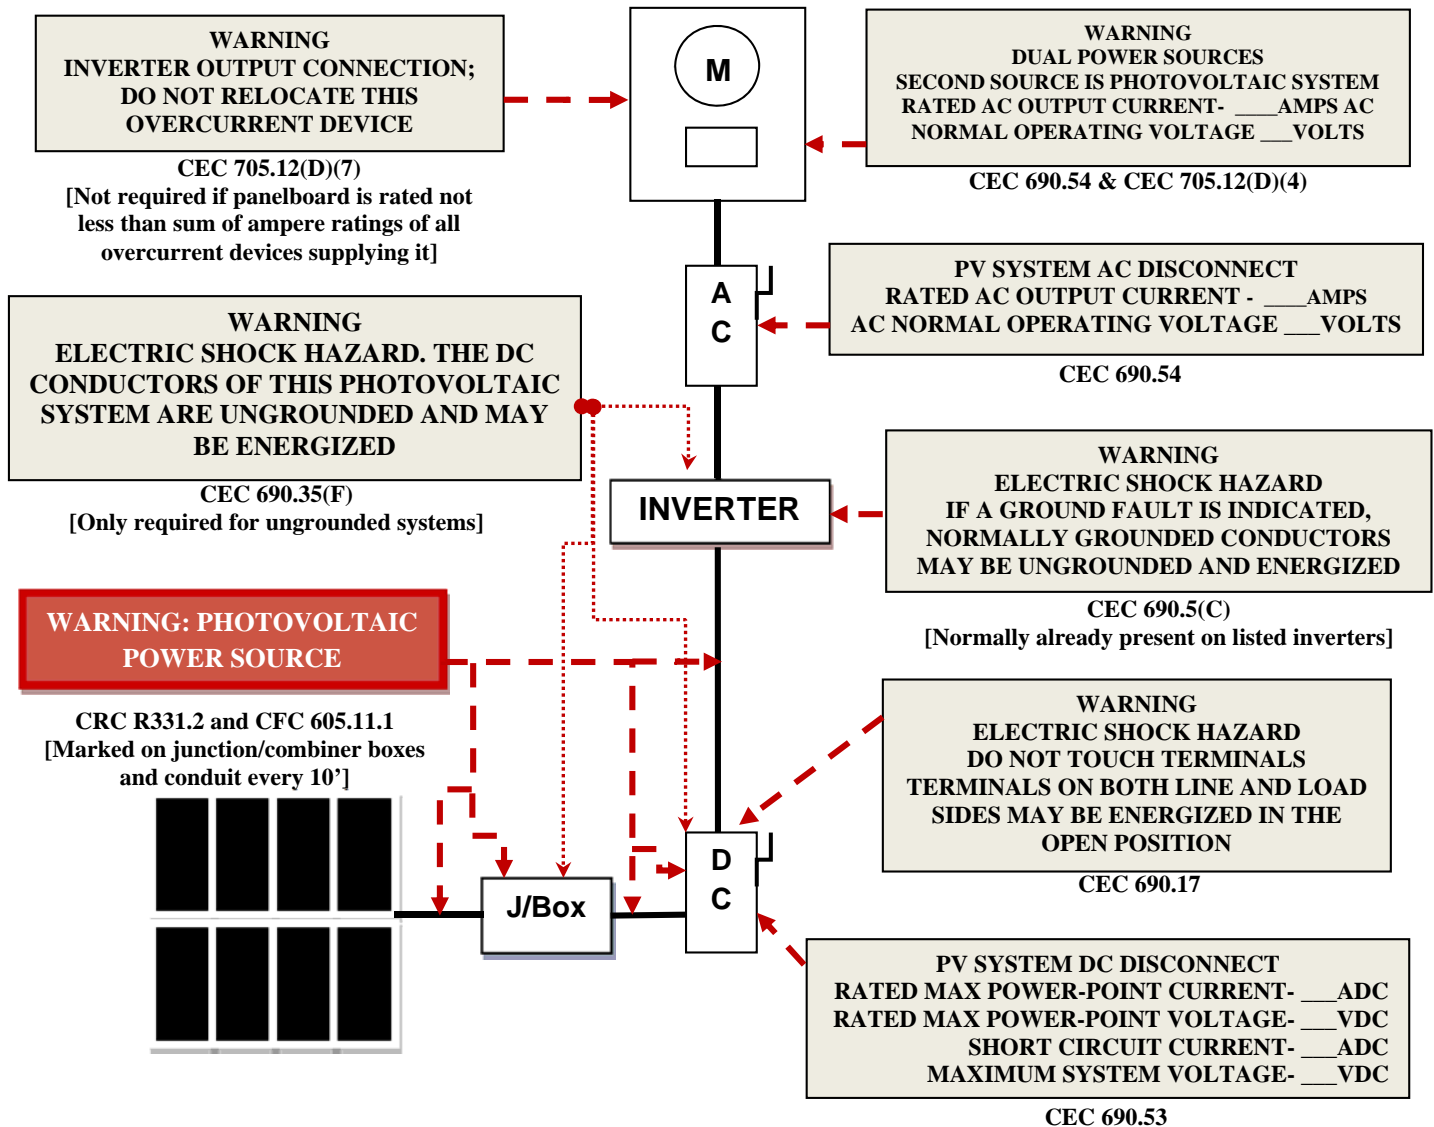 WARNING
INVERTER OUTPUT CONNECTION;
DO NOT RELOCATE THIS
OVERCURRENT DEVICE
CEC 705.12(D)(7)
[Not required if panelboard is rated not
less than sum of ampere ratings of all
overcurrent devices supplying it]
M
WARNING
DUAL POWER SOURCES
SECOND SOURCE IS PHOTOVOLTAIC SYSTEM
RATED AC OUTPUT CURRENT- ____AMPS AC
NORMAL OPERATING VOLTAGE ___VOLTS
CEC 690.54 & CEC 705.12(D)(4)
A
C
PV SYSTEM AC DISCONNECT
RATED AC OUTPUT CURRENT - ____AMPS
AC NORMAL OPERATING VOLTAGE ___VOLTS
CEC 690.54
WARNING
ELECTRIC SHOCK HAZARD. THE DC
CONDUCTORS OF THIS PHOTOVOLTAIC
SYSTEM ARE UNGROUNDED AND MAY
BE ENERGIZED
CEC 690.35(F)
[Only required for ungrounded systems]
INVERTER
WARNING
ELECTRIC SHOCK HAZARD
IF A GROUND FAULT IS INDICATED,
NORMALLY GROUNDED CONDUCTORS
MAY BE UNGROUNDED AND ENERGIZED
CEC 690.5(C)
[Normally already present on listed inverters]
WARNING: PHOTOVOLTAIC
POWER SOURCE
CRC R331.2 and CFC 605.11.1
[Marked on junction/combiner boxes
and conduit every 10’]
WARNING
ELECTRIC SHOCK HAZARD
DO NOT TOUCH TERMINALS
TERMINALS ON BOTH LINE AND LOAD
SIDES MAY BE ENERGIZED IN THE
OPEN POSITION
CEC 690.17
J/Box
D
C
PV SYSTEM DC DISCONNECT
RATED MAX POWER-POINT CURRENT- ___ADC
RATED MAX POWER-POINT VOLTAGE- ___VDC
SHORT CIRCUIT CURRENT- ___ADC
MAXIMUM SYSTEM VOLTAGE- ___VDC
CEC 690.53